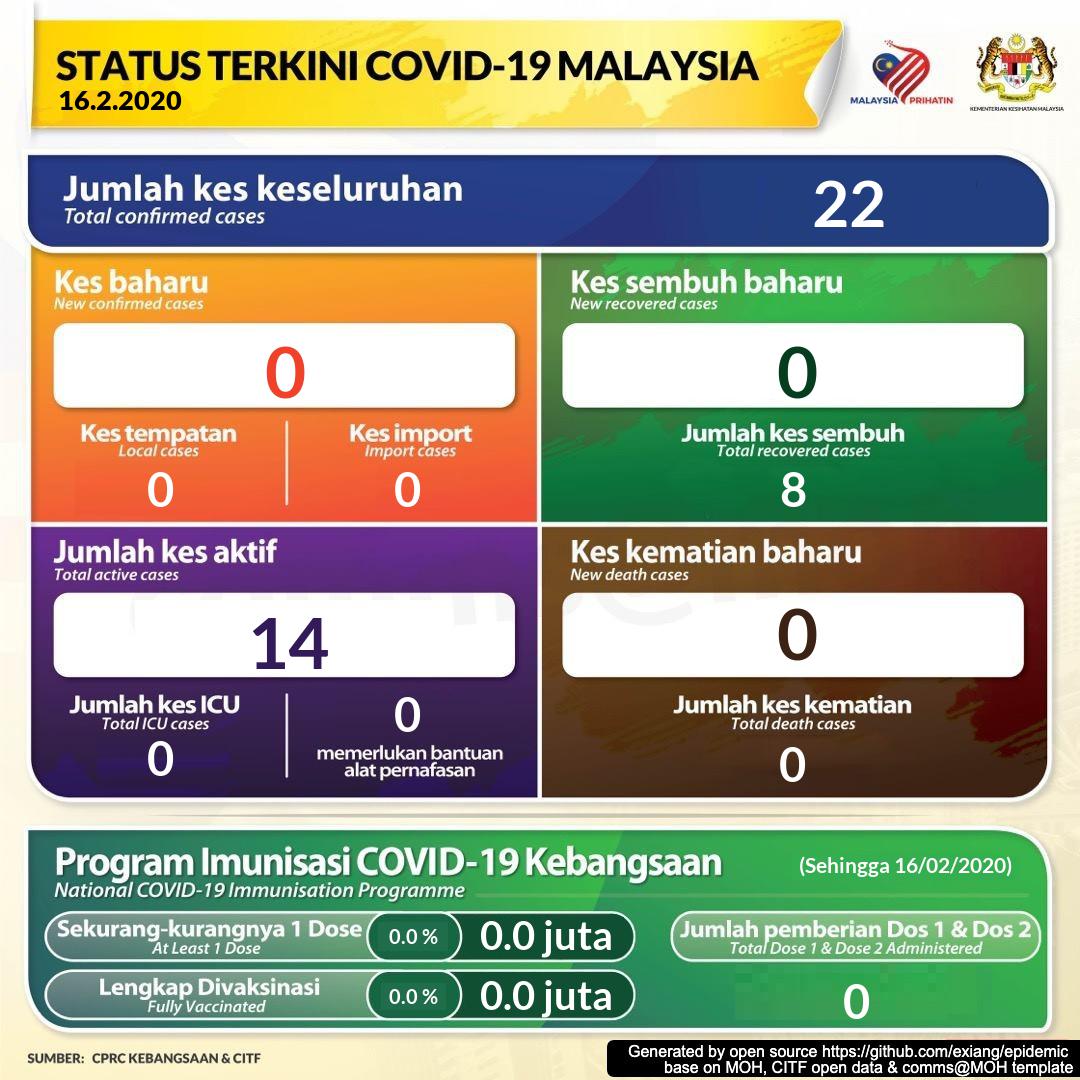 STATUS TERKINI COVID-19 MALAYSIA
16.2.2020
MALAYSIA PRIHATIN
KEMENTERIAN KESIHATAN MALAYSIA
Jumlah kes keseluruhan
Total confirmed cases
22
Kes baharu
New confirmed cases
0
Kes tempatan
Local cases
0
Kes import
Import cases
0
Kes sembuh baharu
New recovered cases
0
Jumlah kes sembuh
Total recovered cases
8
Jumlah kes aktif
Total active cases
14
Jumlah kes ICU
Total ICU cases
0
0
memerlukan bantuan
alat pernafasan
Kes kematian baharu
New death cases
0
Jumlah kes kematian
Total death cases
0
Program Imunisasi COVID-19 Kebangsaan
National COVID-19 Immunisation Programme
(Sehingga 16/02/2020)
Sekurang-kurangnya 1 Dose
At Least 1 Dose
0.0 %
0.0 juta
Lengkap Divaksinasi
Fully Vaccinated
0.0 %
0.0 juta
Jumlah pemberian Dos 1 & Dos 2
Total Dose 1 & Dose 2 Administered
0
SUMBER: CPRC KEBANGSAAN & CITF
Generated by open source https://github.com/exiang/epidemic
base on MOH, CITF open data & comms@MOH template